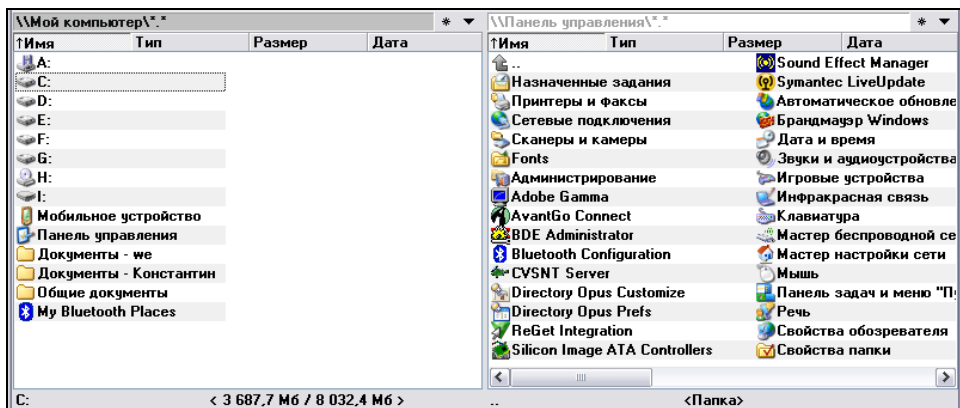 \\Мой компьютер\*.*
* ▼
↑Имя Тип Размер Дата
A:
C:
D:
E:
F:
G:
H:
I:
Мобильное устройство
Панель управления
Документы - we
Документы - Константин
Общие документы
My Bluetooth Places
C: < 3 687,7 Мб / 8 032,4 Мб >
\\Панель управления\*.*
* ▼
↑Имя Тип Размер Дата
..
Назначенные задания
Принтеры и факсы
Сетевые подключения
Сканеры и камеры
Fonts
Администрирование
Adobe Gamma
AvantGo Connect
BDE Administrator
Bluetooth Configuration
CVSNT Server
Directory Opus Customize
Directory Opus Prefs
ReGet Integration
Silicon Image ATA Controllers
Sound Effect Manager
Symantec LiveUpdate
Автоматическое обновле
Брандмауэр Windows
Дата и время
Звуки и аудиоустройства
Игровые устройства
Инфракрасная связь
Клавиатура
Мастер беспроводной се
Мастер настройки сети
Мышь
Панель задач и меню "П
Речь
Свойства обозревателя
Свойства папки
.. <Папка>